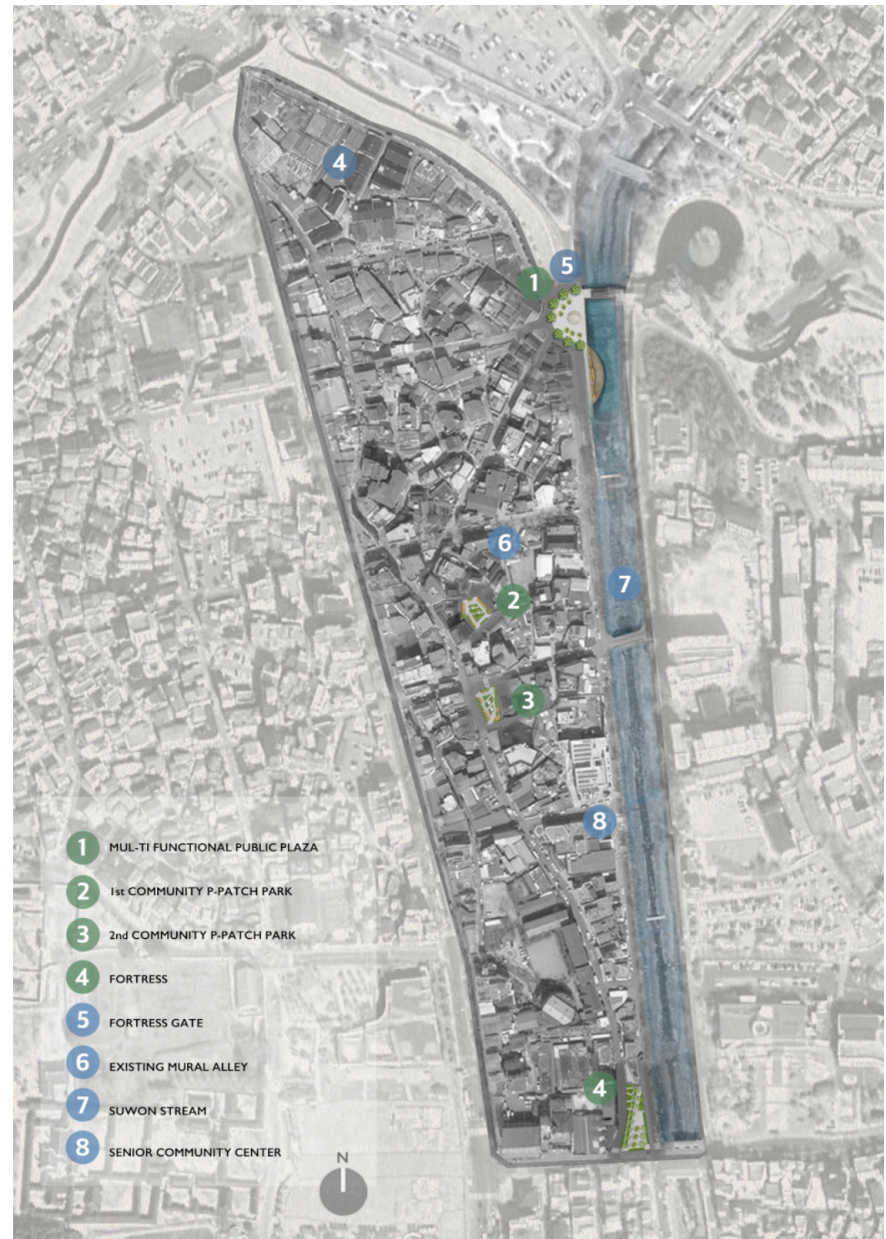 4
5
1
6
7
2
3
8
4
1 MUL-TI FUNCTIONAL PUBLIC PLAZA
2 1st COMMUNITY P-PATCH PARK
3 2nd COMMUNITY P-PATCH PARK
4 FORTRESS
5 FORTRESS GATE
6 EXISTING MURAL ALLEY
7 SUWON STREAM
8 SENIOR COMMUNITY CENTER
N